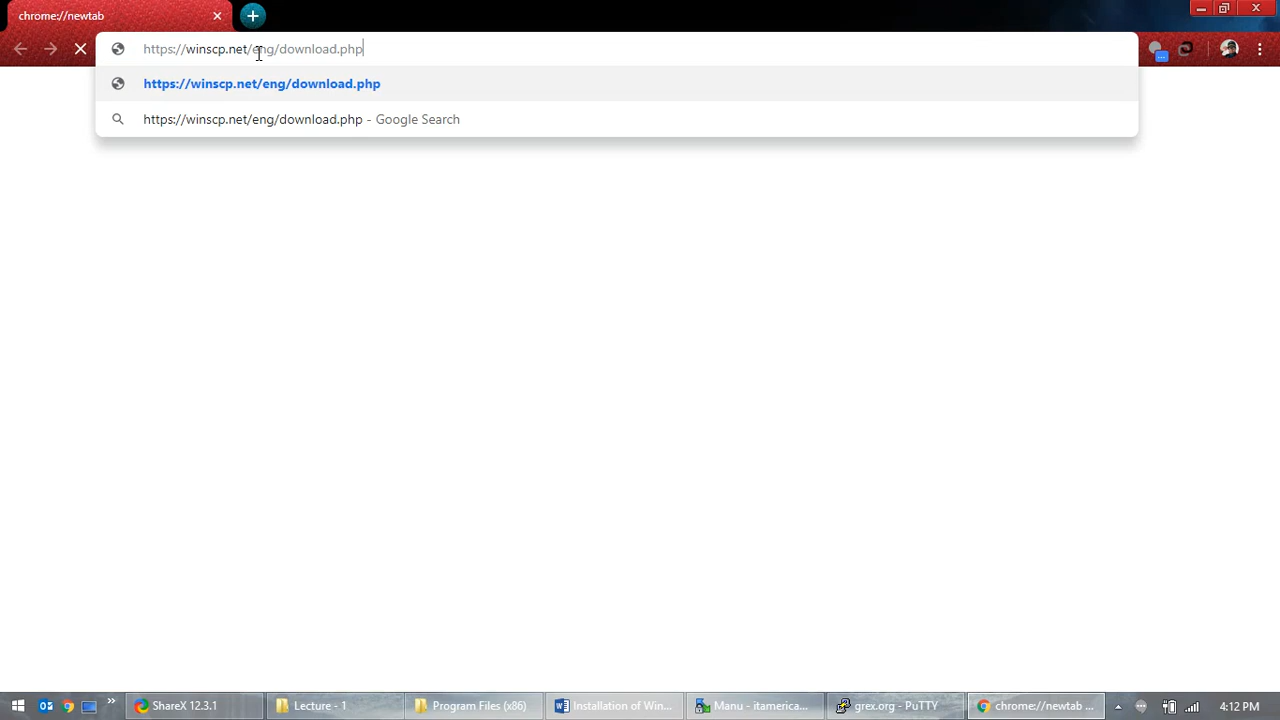 chrome://newtab
https://winscp.net/eng/download.php
https://winscp.net/eng/download.php
https://winscp.net/eng/download.php - Google Search
ShareX 12.3.1
Lecture - 1
Program Files (x86)
Installation of Win...
Manu - itamerica...
grex.org - PuTTY
chrome://newtab ...
4:12 PM